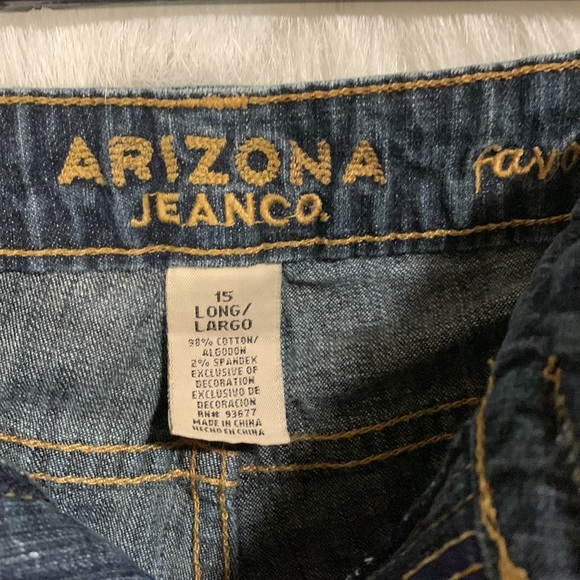 ARIZONA
JEANCO.
15
LONG/
LARGO
98% COTTON/
ALGODON
2% SPANDEX
EXCLUSIVE OF
DECORATION
EXCLUSIVO DE
DECORACION
RN# 93677
MADE IN CHINA
HECHO EN CHINA